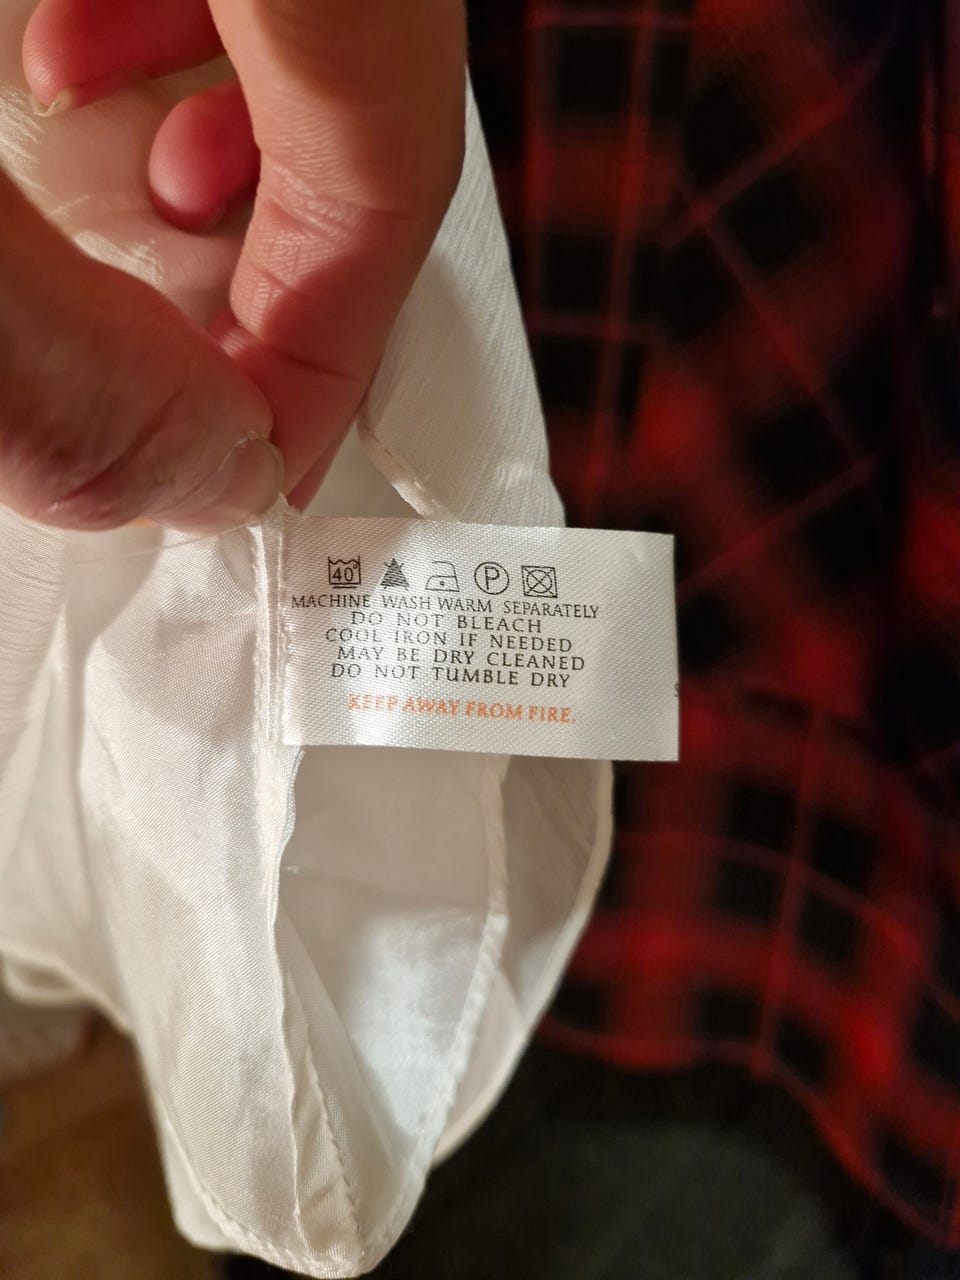 40
P
MACHINE WASH WARM SEPARATELY
DO NOT BLEACH
COOL IRON IF NEEDED
MAY BE DRY CLEANED
DO NOT TUMBLE DRY
KEEP AWAY FROM FIRE.